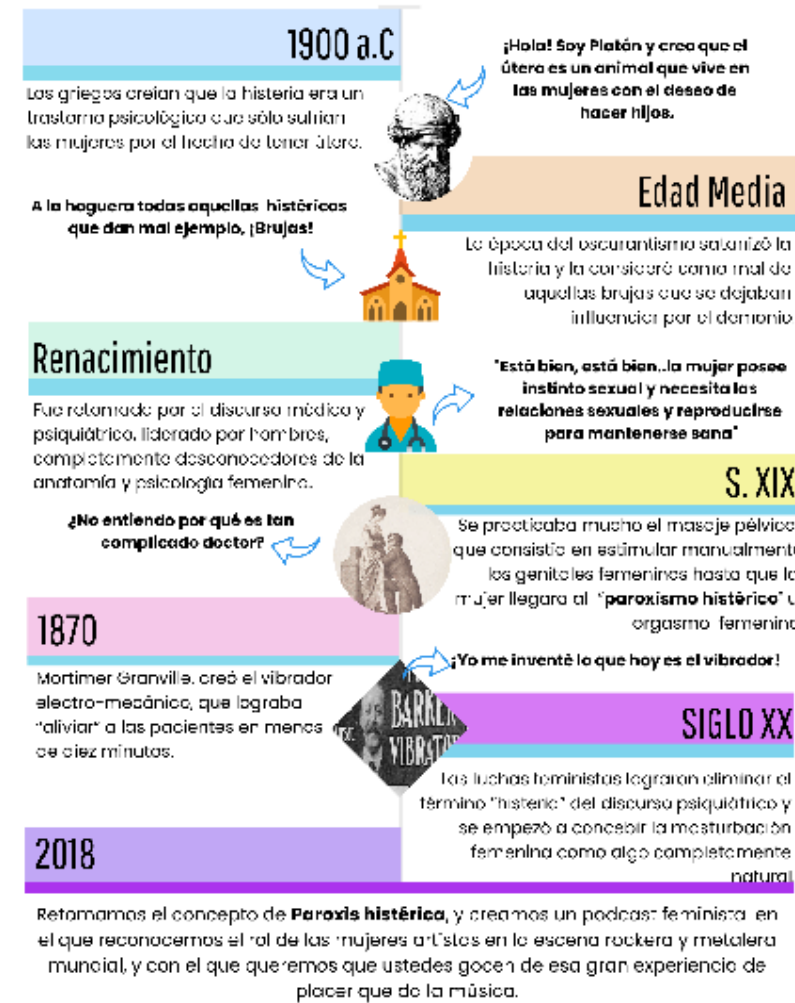 1900 a.C
Los griegos creían que la histeria era un
trastorno psicológico que sólo sufrían
las mujeres por el hecho de tener útero.
¡Hola! Soy Platón y creo que el
útero es un animal que vive en
las mujeres con el deseo de
hacer hijos.
Edad Media
La época del oscurantismo satanizó la
histeria y la consideró como mal de
aquellas brujas que se dejaban
influenciar por el demonio
A la hoguera todas aquellas histéricas
que dan mal ejemplo, ¡Brujas!
Renacimiento
Fue retomado por el discurso médico y
psiquiátrico, liderado por hombres,
completamente desconocedores de la
anatomía y psicología femenina.
"Está bien, está bien..la mujer posee
instinto sexual y necesita las
relaciones sexuales y reproducirse
para mantenerse sana"
S. XIX
Se practicaba mucho el masaje pélvico
que consistía en estimular manualment
los genitales femeninos hasta que la
mujer llegara al "paroxismo histérico" u
orgasmo femenino
¿No entiendo por qué es tan
complicado doctor?
1870
Mortimer Granville, creó el vibrador
electro-mecánico, que lograba
"aliviar" a las pacientes en menos
de diez minutos.
¡Yo me inventé lo que hoy es el vibrador!
BARKER
VIBRAT
SIGLO XX
Las luchas feministas lograron eliminar el
término "histeria" del discurso psiquiátrico y
se empezó a concebir la masturbación
femenina como algo completamente
natural.
2018
Retomamos el concepto de Paroxis histérica, y creamos un podcast feminista en
el que reconocemos el rol de las mujeres artistas en la escena rockera y metalera
mundial, y con el que queremos que ustedes gocen de esa gran experiencia de
placer que da la música.